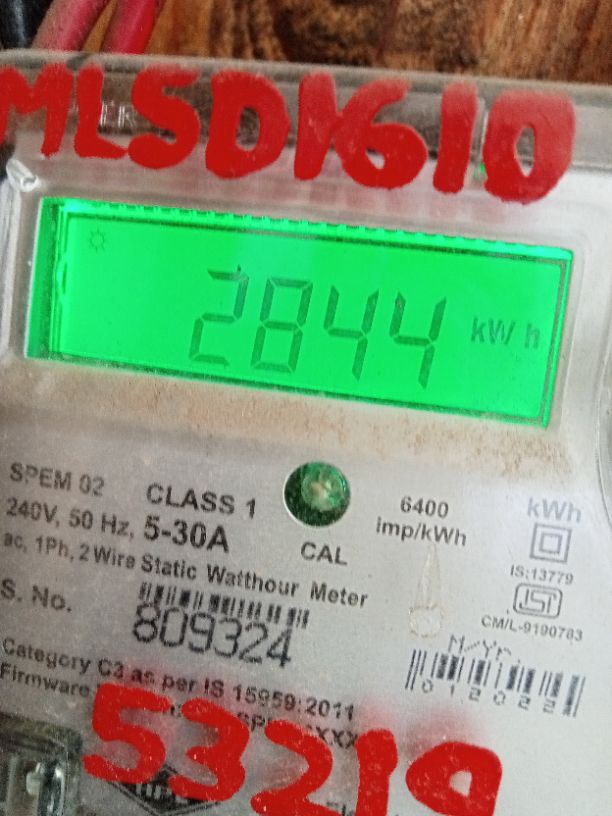 MLSD1610
2844 kW h
SPEM 02
CLASS 1
6400 imp/kWh
kWh
240V, 50 Hz, 5-30A
CAL
IS:13779
ac, 1Ph, 2 Wire Static Watthour Meter
ISI
CM/L-9190783
S. No.
809324
M/Yr.
012022
Category C3 as per IS 15959:2011
Firmware
53219